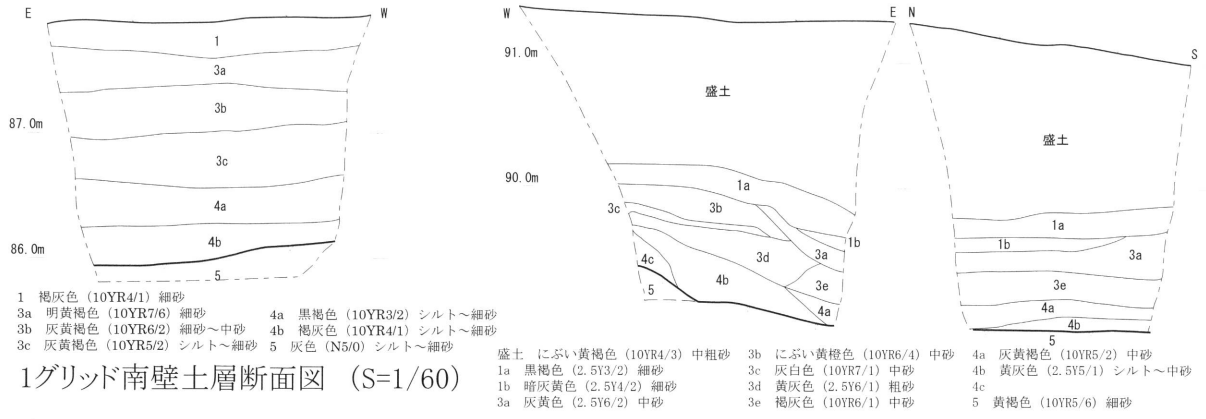 E
W
1
3a
3b
87.0m
3c
4a
86.0m
4b
5
1 褐灰色 (10YR4/1) 細砂
3a 明黄褐色 (10YR7/6) 細砂
3b 灰黄褐色 (10YR6/2) 細砂～中砂
3c 灰黄褐色 (10YR5/2) シルト～細砂
4a 黒褐色 (10YR3/2) シルト～細砂
4b 褐灰色 (10YR4/1) シルト～細砂
5 灰色 (N5/0) シルト～細砂
1グリッド南壁土層断面図 (S=1/60)
W
E
91.0m
盛土
90.0m
1a
3c
3b
1b
3a
3d
4c
4b
3e
5
4a
N
S
盛土
1a
1b
3a
3e
4a
4b
5
盛土 にぶい黄褐色 (10YR4/3) 中粗砂
1a 黒褐色 (2.5Y3/2) 細砂
1b 暗灰黄色 (2.5Y4/2) 細砂
3a 灰黄色 (2.5Y6/2) 中砂
3b にぶい黄橙色 (10YR6/4) 中砂
3c 灰白色 (10YR7/1) 中砂
3d 黄灰色 (2.5Y6/1) 粗砂
3e 褐灰色 (10YR6/1) 中砂
4a 灰黄褐色 (10YR5/2) 中砂
4b 黄灰色 (2.5Y5/1) シルト～中砂
4c
5 黄褐色 (10YR5/6) 細砂